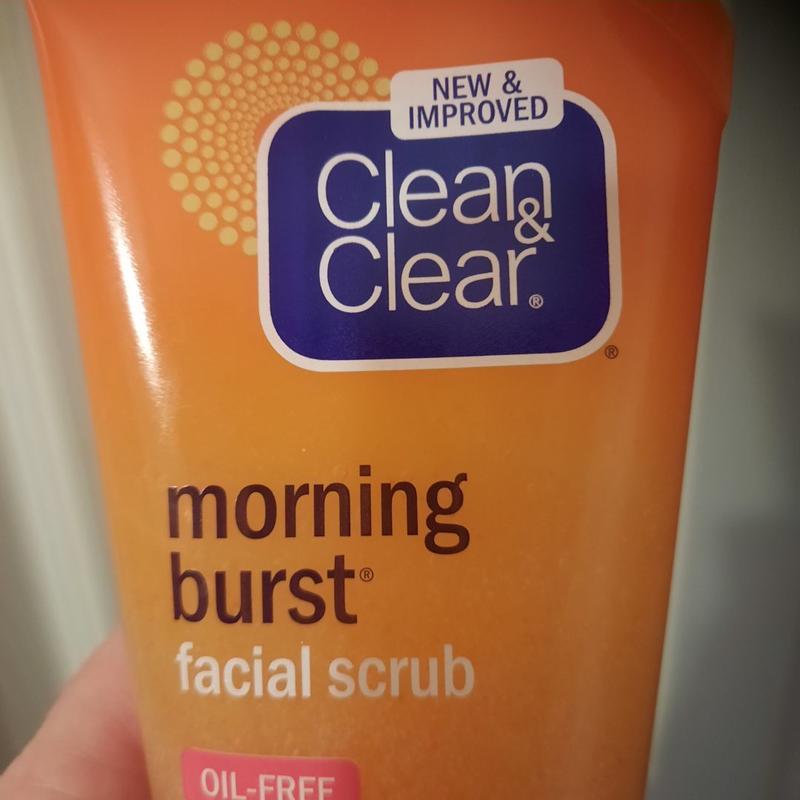 NEW &
IMPROVED
Clean
&
Clear®
®
morning
burst®
facial scrub
OIL-FREE